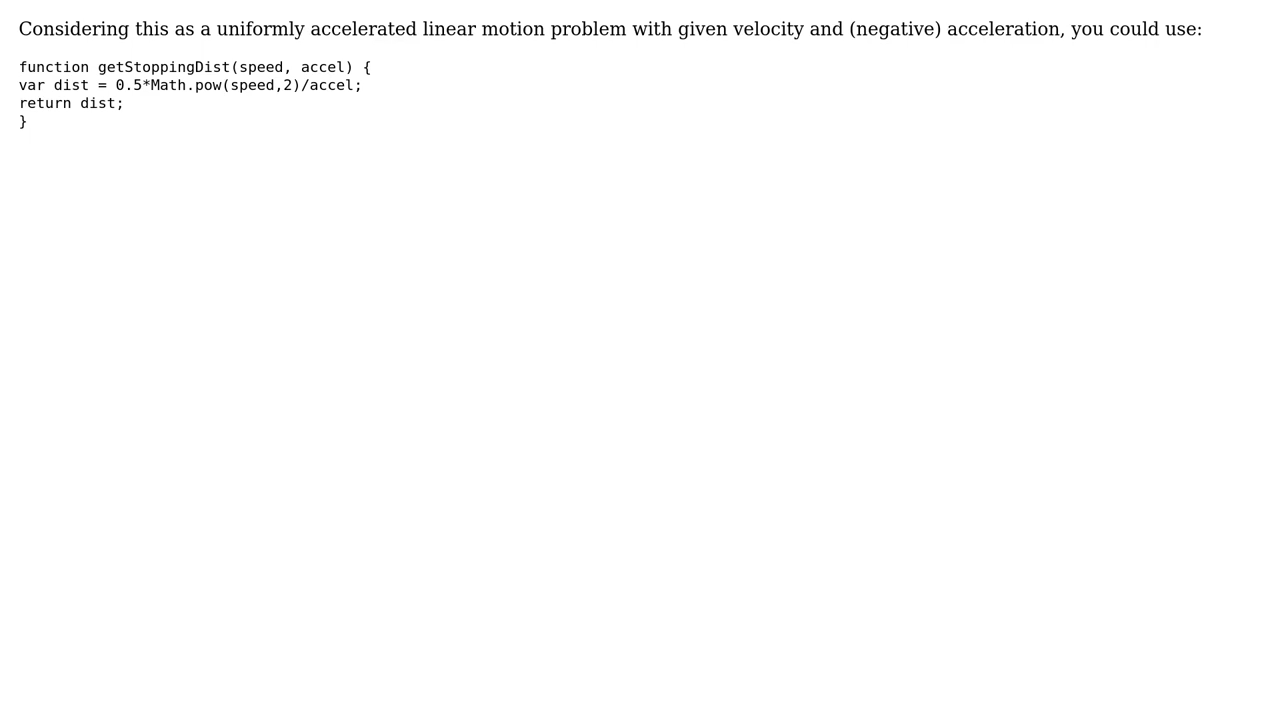 Considering this as a uniformly accelerated linear motion problem with given velocity and (negative) acceleration, you could use:
function getStoppingDist(speed, accel) {
var dist = 0.5*Math.pow(speed,2)/accel;
return dist;
}